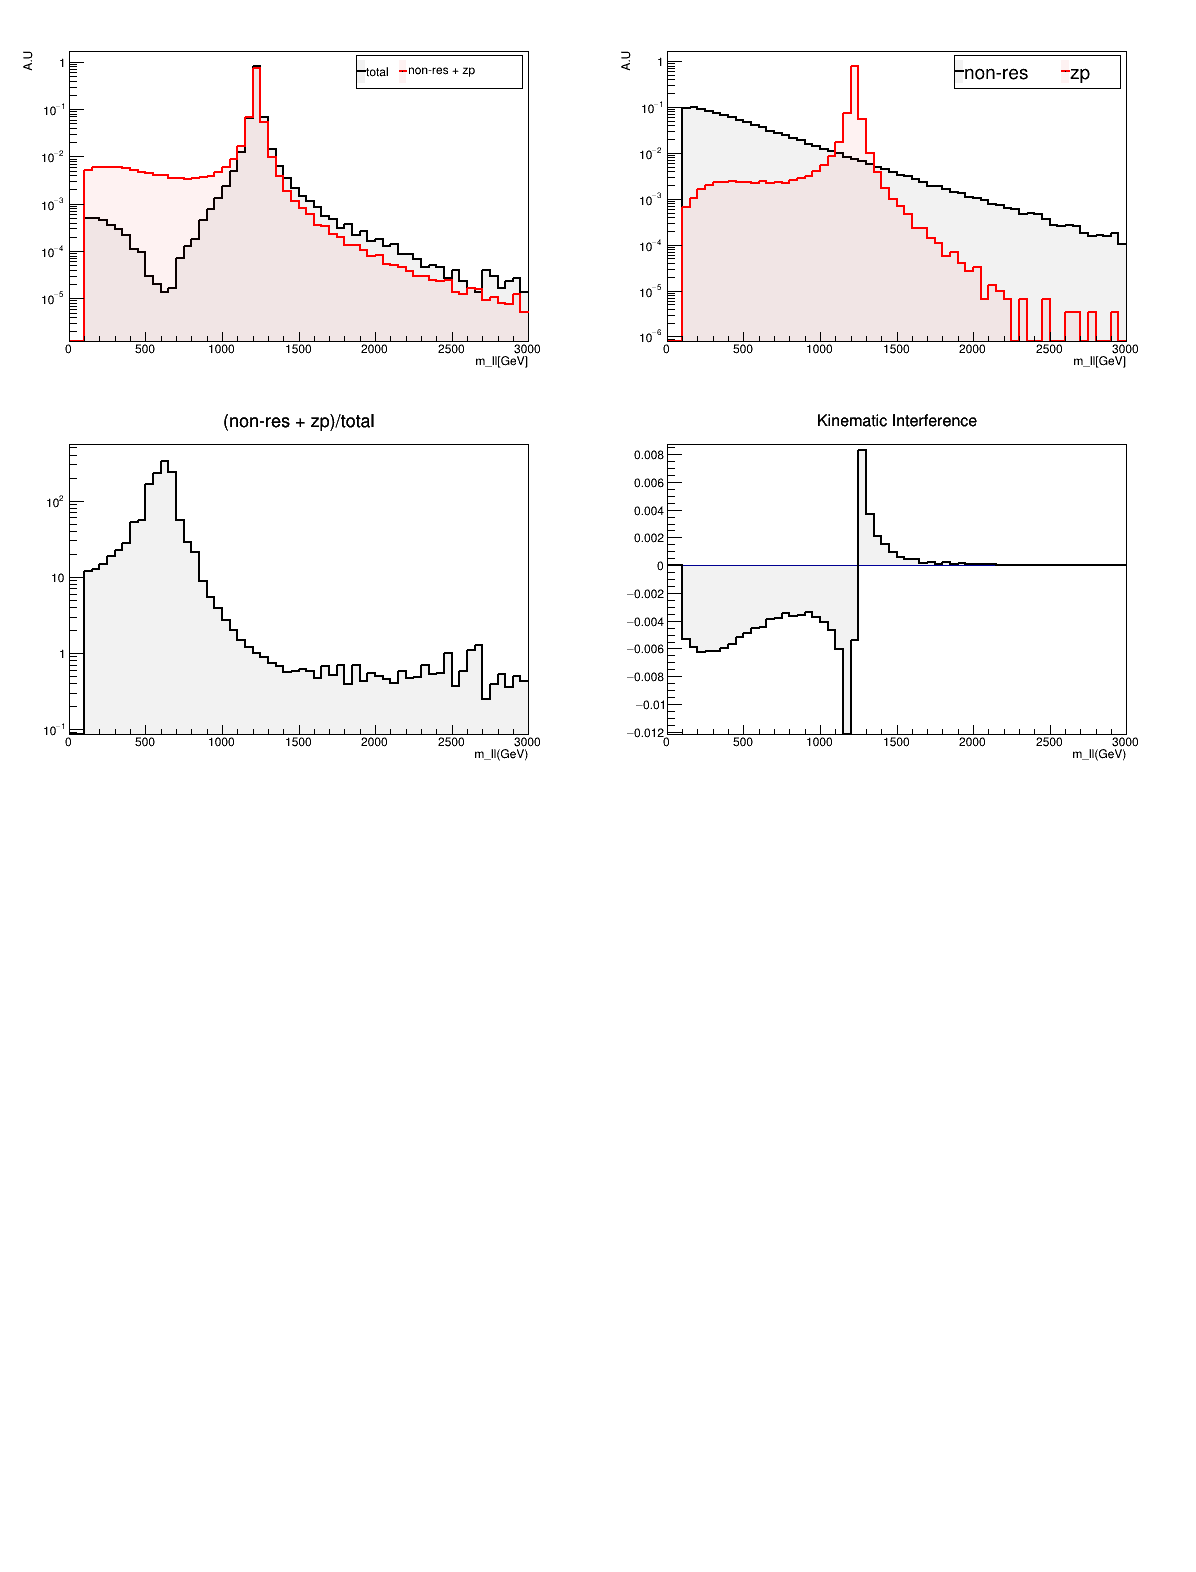 A.U
total
non-res + zp
1
10⁻¹
10⁻²
10⁻³
10⁻⁴
10⁻⁵
0 500 1000 1500 2000 2500 3000
m_ll[GeV]
A.U
non-res
zp
1
10⁻¹
10⁻²
10⁻³
10⁻⁴
10⁻⁵
10⁻⁶
0 500 1000 1500 2000 2500 3000
m_ll[GeV]
(non-res + zp)/total
10²
10
1
10⁻¹
0 500 1000 1500 2000 2500 3000
m_ll(GeV)
Kinematic Interference
0.008
0.006
0.004
0.002
0
−0.002
−0.004
−0.006
−0.008
−0.01
−0.012
0 500 1000 1500 2000 2500 3000
m_ll(GeV)